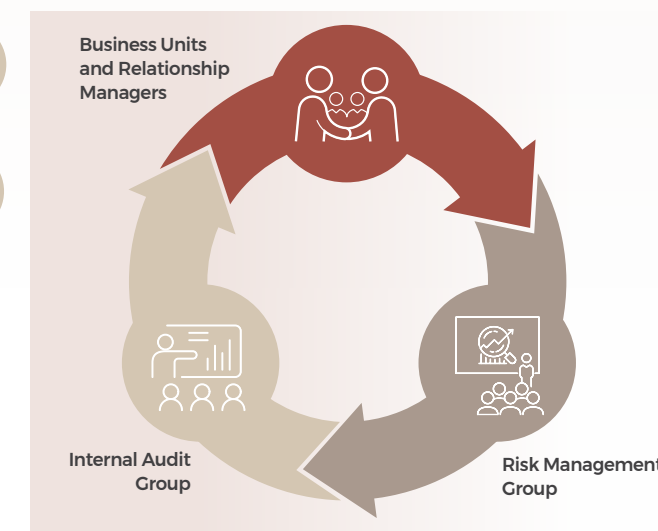 Business Units
and Relationship
Managers
Internal Audit
Group
Risk Management
Group